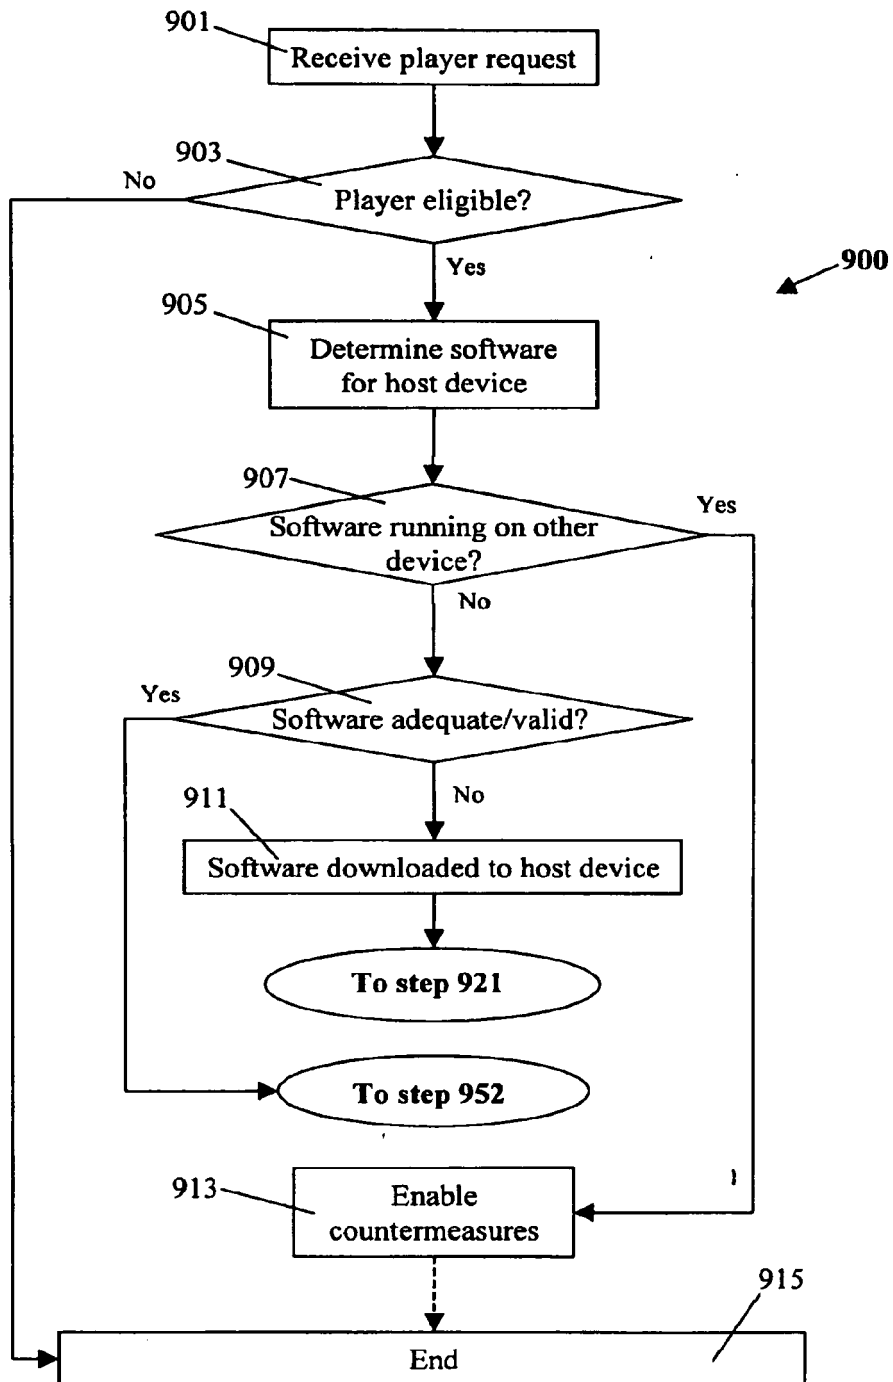 901
Receive player request
903
No
Player eligible?
Yes
900
905
Determine software
for host device
907
Yes
Software running on other
device?
No
909
Yes
Software adequate/valid?
No
911
Software downloaded to host device
To step 921
To step 952
913
Enable
countermeasures
915
End